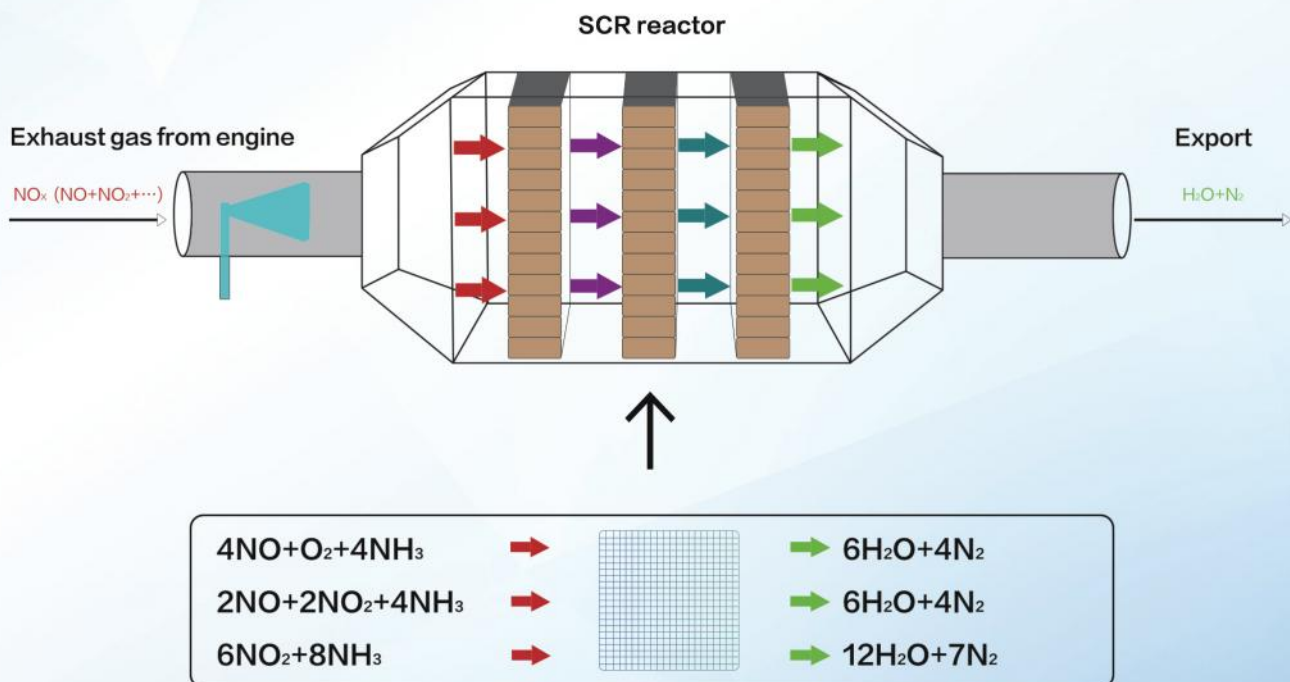 SCR reactor
Exhaust gas from engine
NOₓ (NO+NO₂+···)
Export
H₂O+N₂
4NO+O₂+4NH₃
6H₂O+4N₂
2NO+2NO₂+4NH₃
6H₂O+4N₂
6NO₂+8NH₃
12H₂O+7N₂